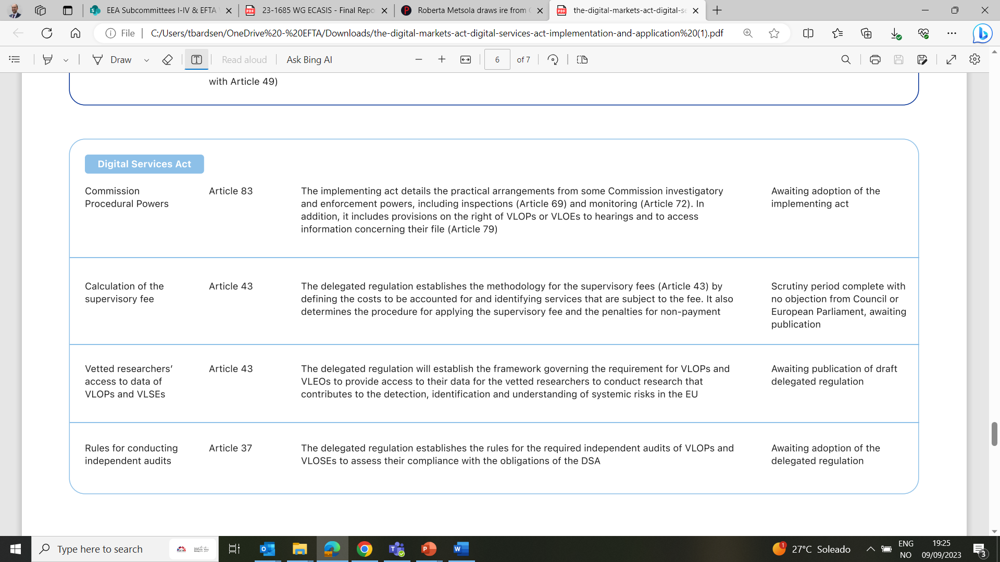 EEA Subcommittees I-IV & EFTA
23-1685 WG ECASIS - Final Repo
Roberta Metsola draws ire from
the-digital-markets-act-digital-se
File
C:/Users/tbardsen/OneDrive%20-%20EFTA/Downloads/the-digital-markets-act-digital-services-act-implementation-and-application%20(1).pdf
Draw
Read aloud
Ask Bing AI
6
of 7
with Article 49)
Digital Services Act
Commission
Procedural Powers
Article 83
The implementing act details the practical arrangements from some Commission investigatory
and enforcement powers, including inspections (Article 69) and monitoring (Article 72). In
addition, it includes provisions on the right of VLOPs or VLOEs to hearings and to access
information concerning their file (Article 79)
Awaiting adoption of the
implementing act
Calculation of the
supervisory fee
Article 43
The delegated regulation establishes the methodology for the supervisory fees (Article 43) by
defining the costs to be accounted for and identifying services that are subject to the fee. It also
determines the procedure for applying the supervisory fee and the penalties for non-payment
Scrutiny period complete with
no objection from Council or
European Parliament, awaiting
publication
Vetted researchers’
access to data of
VLOPs and VLSEs
Article 43
The delegated regulation will establish the framework governing the requirement for VLOPs and
VLEOs to provide access to their data for the vetted researchers to conduct research that
contributes to the detection, identification and understanding of systemic risks in the EU
Awaiting publication of draft
delegated regulation
Rules for conducting
independent audits
Article 37
The delegated regulation establishes the rules for the required independent audits of VLOPs and
VLOSEs to assess their compliance with the obligations of the DSA
Awaiting adoption of the
delegated regulation
Type here to search
1
27°C Soleado
ENG
NO
19:25
09/09/2023
3